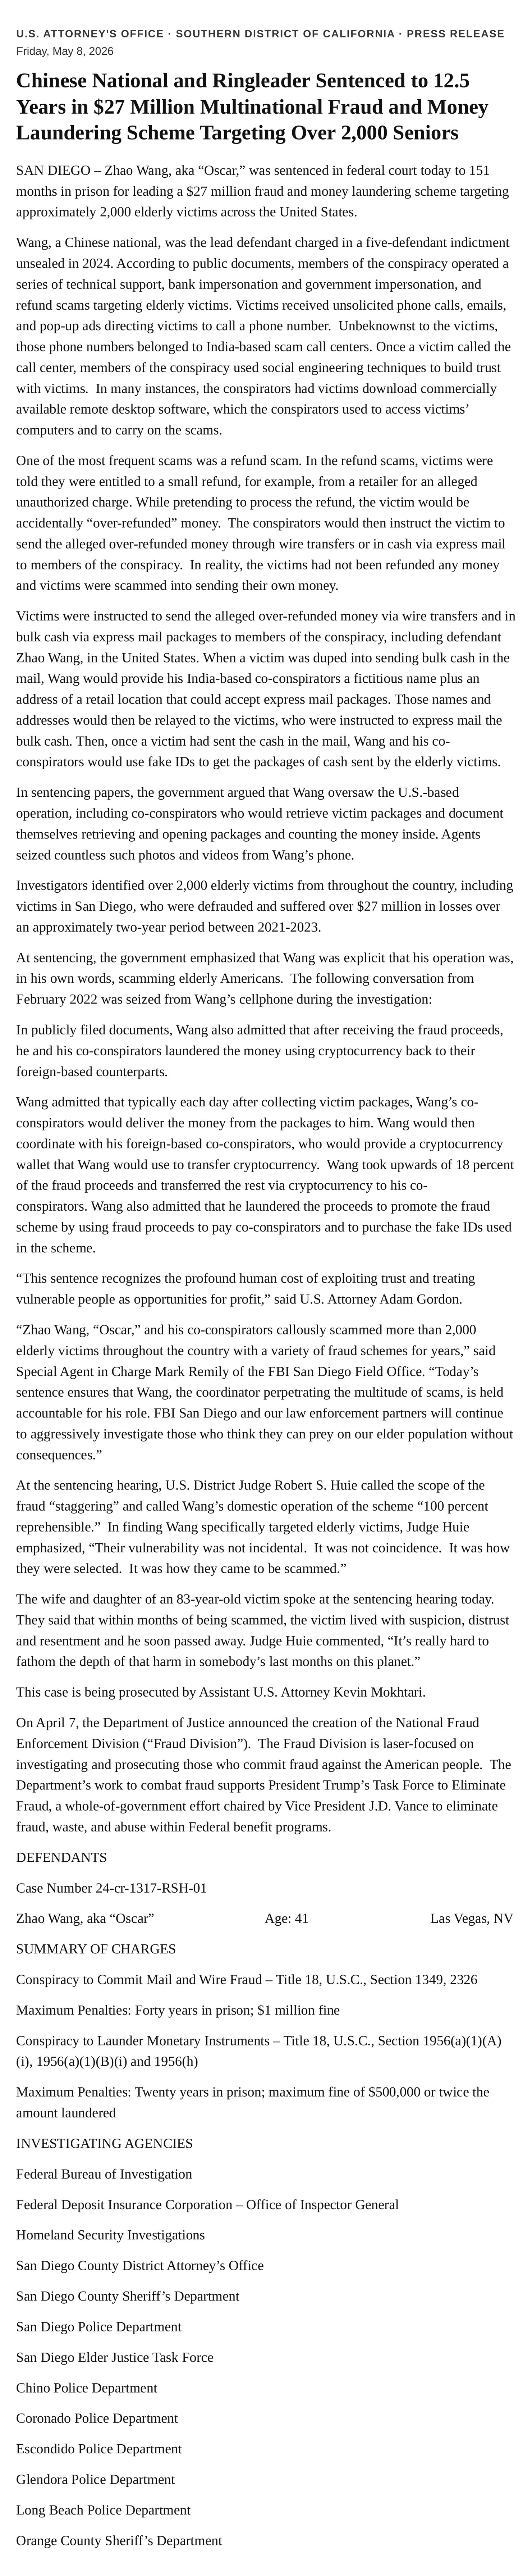 U.S. ATTORNEY'S OFFICE · SOUTHERN DISTRICT OF CALIFORNIA · PRESS RELEASE
Friday, May 8, 2026
Chinese National and Ringleader Sentenced to 12.5
Years in $27 Million Multinational Fraud and Money
Laundering Scheme Targeting Over 2,000 Seniors
SAN DIEGO – Zhao Wang, aka “Oscar,” was sentenced in federal court today to 151
months in prison for leading a $27 million fraud and money laundering scheme targeting
approximately 2,000 elderly victims across the United States.
Wang, a Chinese national, was the lead defendant charged in a five-defendant indictment
unsealed in 2024. According to public documents, members of the conspiracy operated a
series of technical support, bank impersonation and government impersonation, and
refund scams targeting elderly victims. Victims received unsolicited phone calls, emails,
and pop-up ads directing victims to call a phone number.  Unbeknownst to the victims,
those phone numbers belonged to India-based scam call centers. Once a victim called the
call center, members of the conspiracy used social engineering techniques to build trust
with victims.  In many instances, the conspirators had victims download commercially
available remote desktop software, which the conspirators used to access victims’
computers and to carry on the scams.
One of the most frequent scams was a refund scam. In the refund scams, victims were
told they were entitled to a small refund, for example, from a retailer for an alleged
unauthorized charge. While pretending to process the refund, the victim would be
accidentally “over-refunded” money.  The conspirators would then instruct the victim to
send the alleged over-refunded money through wire transfers or in cash via express mail
to members of the conspiracy.  In reality, the victims had not been refunded any money
and victims were scammed into sending their own money.
Victims were instructed to send the alleged over-refunded money via wire transfers and in
bulk cash via express mail packages to members of the conspiracy, including defendant
Zhao Wang, in the United States. When a victim was duped into sending bulk cash in the
mail, Wang would provide his India-based co-conspirators a fictitious name plus an
address of a retail location that could accept express mail packages. Those names and
addresses would then be relayed to the victims, who were instructed to express mail the
bulk cash. Then, once a victim had sent the cash in the mail, Wang and his co-
conspirators would use fake IDs to get the packages of cash sent by the elderly victims.
In sentencing papers, the government argued that Wang oversaw the U.S.-based
operation, including co-conspirators who would retrieve victim packages and document
themselves retrieving and opening packages and counting the money inside. Agents
seized countless such photos and videos from Wang’s phone.
Investigators identified over 2,000 elderly victims from throughout the country, including
victims in San Diego, who were defrauded and suffered over $27 million in losses over
an approximately two-year period between 2021-2023.
At sentencing, the government emphasized that Wang was explicit that his operation was,
in his own words, scamming elderly Americans.  The following conversation from
February 2022 was seized from Wang’s cellphone during the investigation:
In publicly filed documents, Wang also admitted that after receiving the fraud proceeds,
he and his co-conspirators laundered the money using cryptocurrency back to their
foreign-based counterparts.
Wang admitted that typically each day after collecting victim packages, Wang’s co-
conspirators would deliver the money from the packages to him. Wang would then
coordinate with his foreign-based co-conspirators, who would provide a cryptocurrency
wallet that Wang would use to transfer cryptocurrency.  Wang took upwards of 18 percent
of the fraud proceeds and transferred the rest via cryptocurrency to his co-
conspirators. Wang also admitted that he laundered the proceeds to promote the fraud
scheme by using fraud proceeds to pay co-conspirators and to purchase the fake IDs used
in the scheme.
“This sentence recognizes the profound human cost of exploiting trust and treating
vulnerable people as opportunities for profit,” said U.S. Attorney Adam Gordon.
“Zhao Wang, “Oscar,” and his co-conspirators callously scammed more than 2,000
elderly victims throughout the country with a variety of fraud schemes for years,” said
Special Agent in Charge Mark Remily of the FBI San Diego Field Office. “Today’s
sentence ensures that Wang, the coordinator perpetrating the multitude of scams, is held
accountable for his role. FBI San Diego and our law enforcement partners will continue
to aggressively investigate those who think they can prey on our elder population without
consequences.”
At the sentencing hearing, U.S. District Judge Robert S. Huie called the scope of the
fraud “staggering” and called Wang’s domestic operation of the scheme “100 percent
reprehensible.”  In finding Wang specifically targeted elderly victims, Judge Huie
emphasized, “Their vulnerability was not incidental.  It was not coincidence.  It was how
they were selected.  It was how they came to be scammed.”
The wife and daughter of an 83-year-old victim spoke at the sentencing hearing today.
They said that within months of being scammed, the victim lived with suspicion, distrust
and resentment and he soon passed away. Judge Huie commented, “It’s really hard to
fathom the depth of that harm in somebody’s last months on this planet.”
This case is being prosecuted by Assistant U.S. Attorney Kevin Mokhtari.
On April 7, the Department of Justice announced the creation of the National Fraud
Enforcement Division (“Fraud Division”).  The Fraud Division is laser-focused on
investigating and prosecuting those who commit fraud against the American people.  The
Department’s work to combat fraud supports President Trump’s Task Force to Eliminate
Fraud, a whole-of-government effort chaired by Vice President J.D. Vance to eliminate
fraud, waste, and abuse within Federal benefit programs.
DEFENDANTS
Case Number 24-cr-1317-RSH-01
Zhao Wang, aka “Oscar” Age: 41 Las Vegas, NV
SUMMARY OF CHARGES
Conspiracy to Commit Mail and Wire Fraud – Title 18, U.S.C., Section 1349, 2326
Maximum Penalties: Forty years in prison; $1 million fine
Conspiracy to Launder Monetary Instruments – Title 18, U.S.C., Section 1956(a)(1)(A)
(i), 1956(a)(1)(B)(i) and 1956(h)
Maximum Penalties: Twenty years in prison; maximum fine of $500,000 or twice the
amount laundered
INVESTIGATING AGENCIES
Federal Bureau of Investigation
Federal Deposit Insurance Corporation – Office of Inspector General
Homeland Security Investigations
San Diego County District Attorney’s Office
San Diego County Sheriff’s Department
San Diego Police Department
San Diego Elder Justice Task Force
Chino Police Department
Coronado Police Department
Escondido Police Department
Glendora Police Department
Long Beach Police Department
Orange County Sheriff’s Department